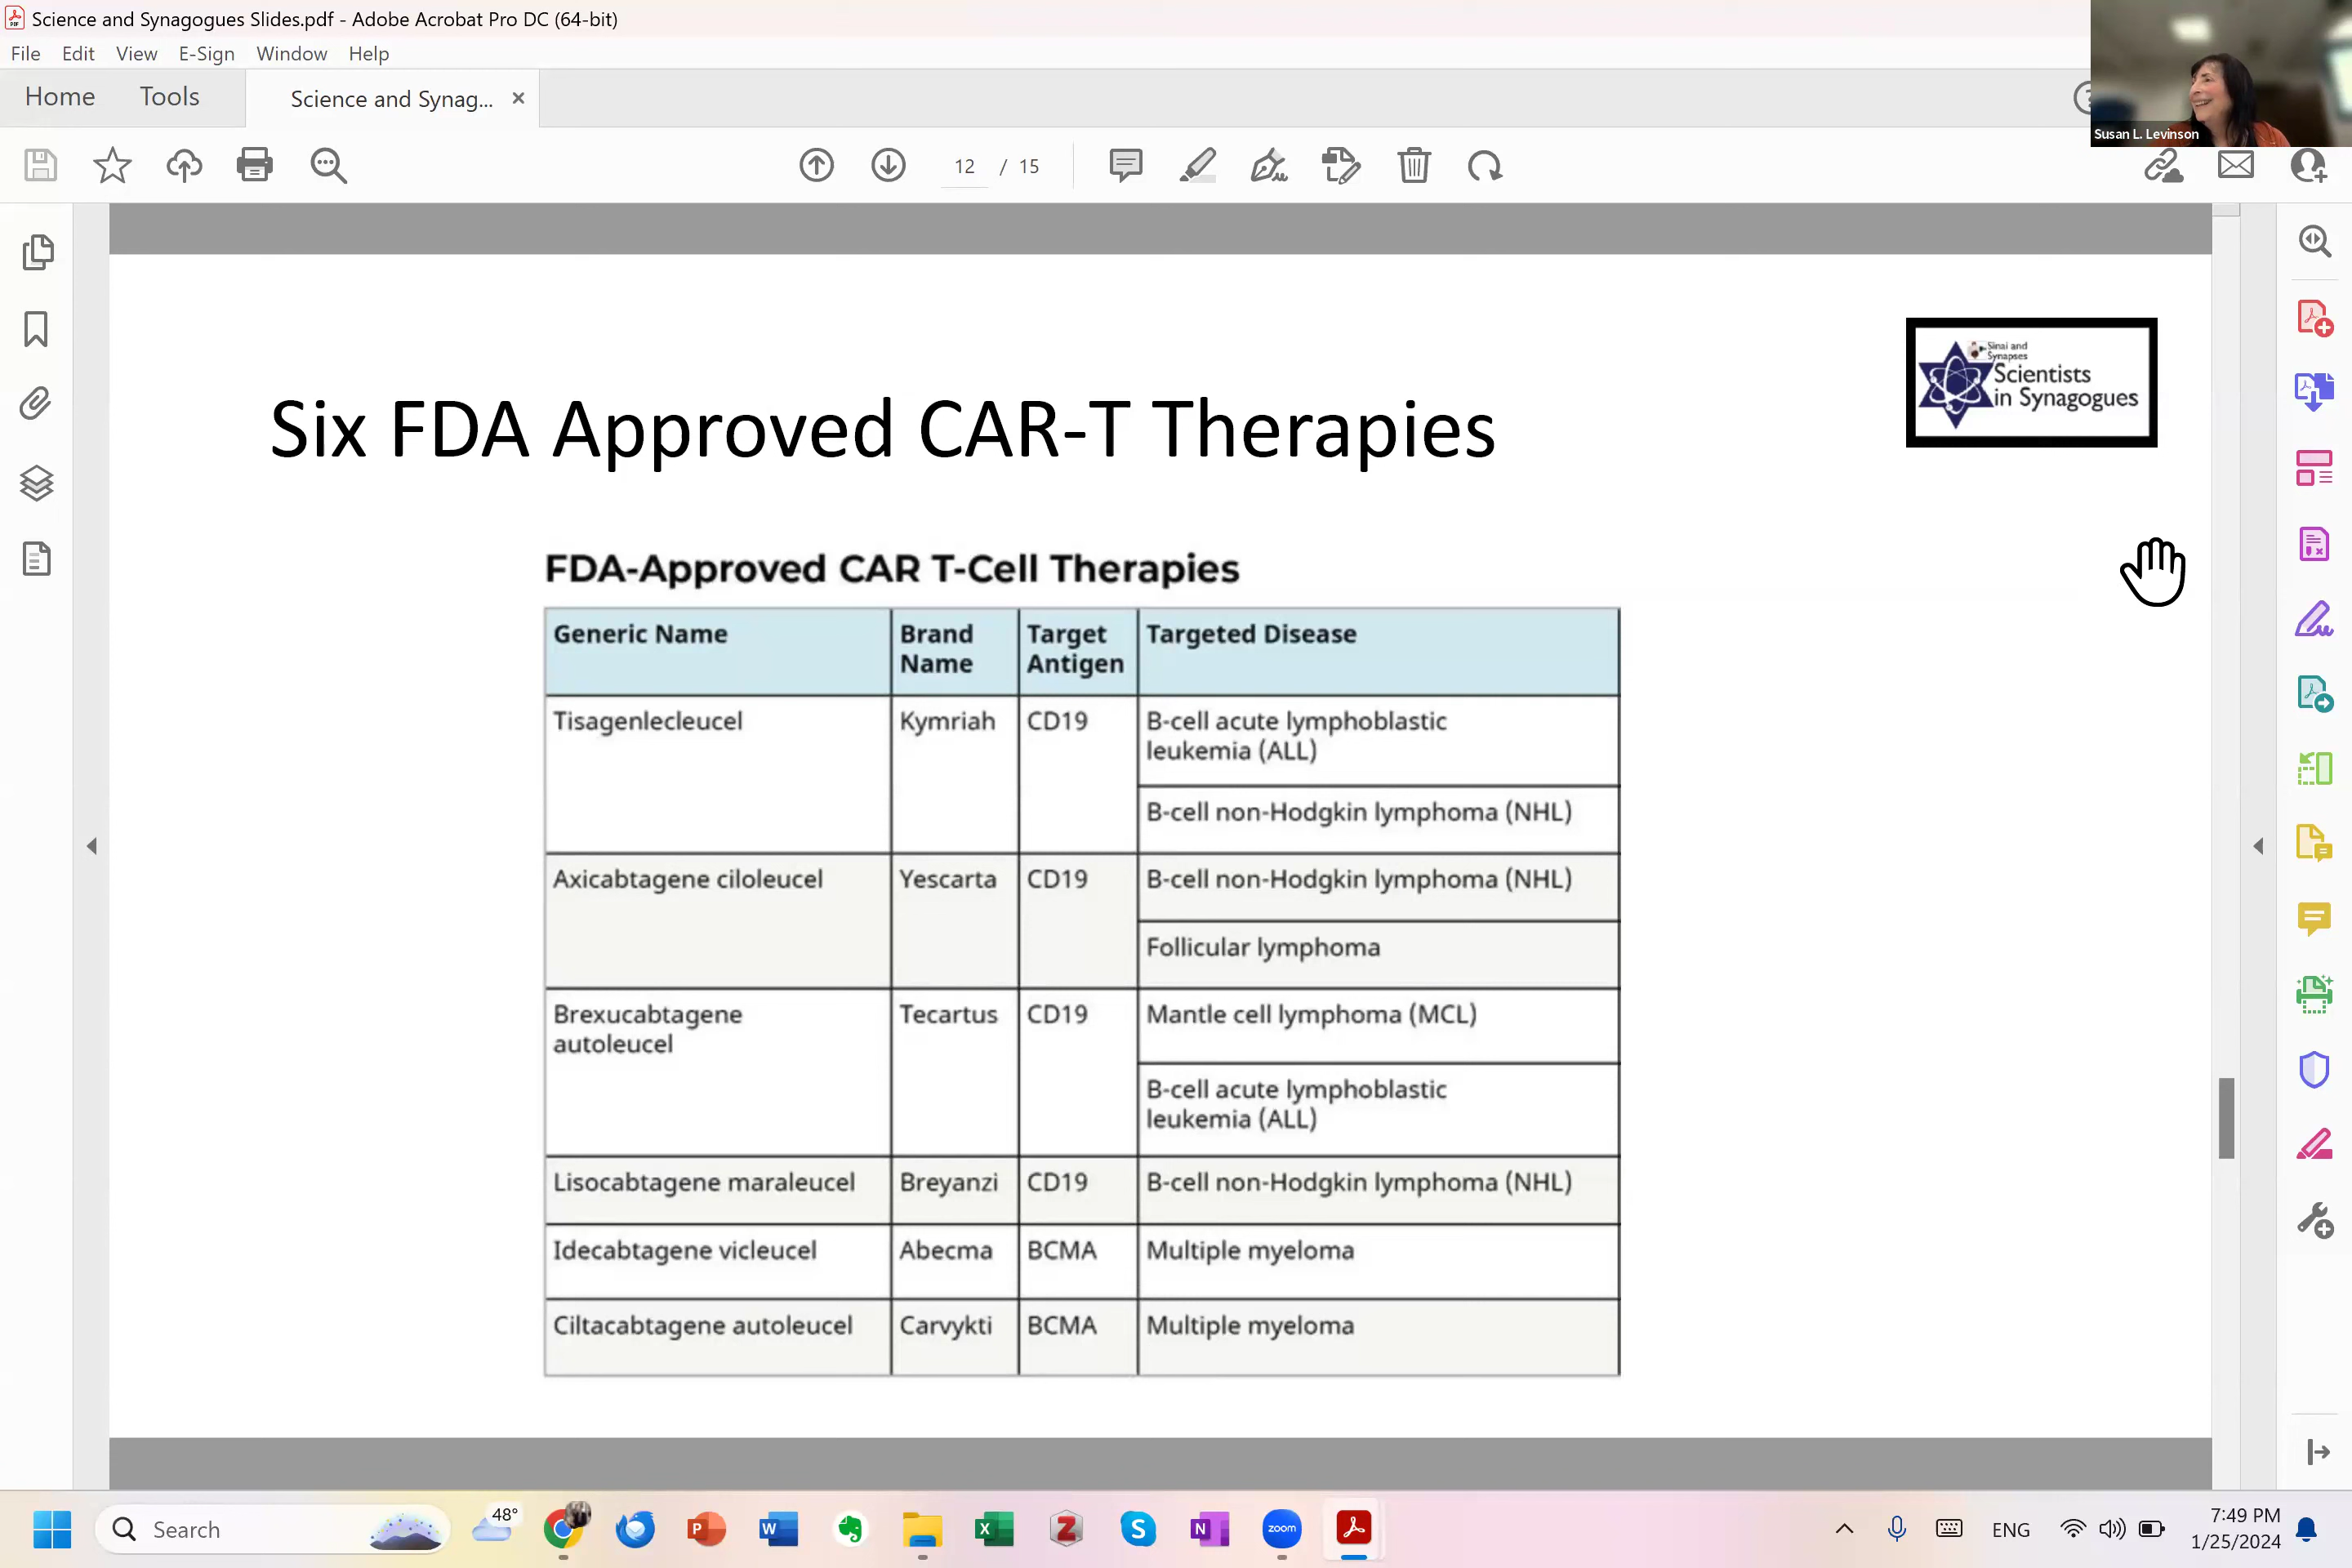 Science and Synagogues Slides.pdf - Adobe Acrobat Pro DC (64-bit)
File Edit View E-Sign Window Help
Home Tools Science and Synag... ×
Susan L. Levinson
12 / 15
Six FDA Approved CAR-T Therapies
Sinai and
Synapses
Scientists
in Synagogues
FDA-Approved CAR T-Cell Therapies
Generic Name Brand Name Target Antigen Targeted Disease
Tisagenlecleucel Kymriah CD19 B-cell acute lymphoblastic
leukemia (ALL)
B-cell non-Hodgkin lymphoma (NHL)
Axicabtagene ciloleucel Yescarta CD19 B-cell non-Hodgkin lymphoma (NHL)
Follicular lymphoma
Brexucabtagene
autoleucel Tecartus CD19 Mantle cell lymphoma (MCL)
B-cell acute lymphoblastic
leukemia (ALL)
Lisocabtagene maraleucel Breyanzi CD19 B-cell non-Hodgkin lymphoma (NHL)
Idecabtagene vicleucel Abecma BCMA Multiple myeloma
Ciltacabtagene autoleucel Carvykti BCMA Multiple myeloma
Search
48°
zoom
ENG
7:49 PM
1/25/2024